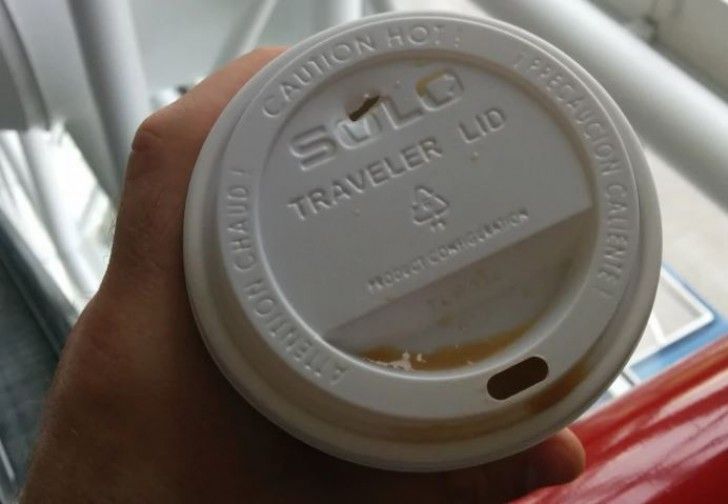 CAUTION HOT!
¡PRECAUCION CALIENTE!
ATTENTION CHAUD!
SOLO
TRAVELER LID
PRODUCT CONFIGURATION